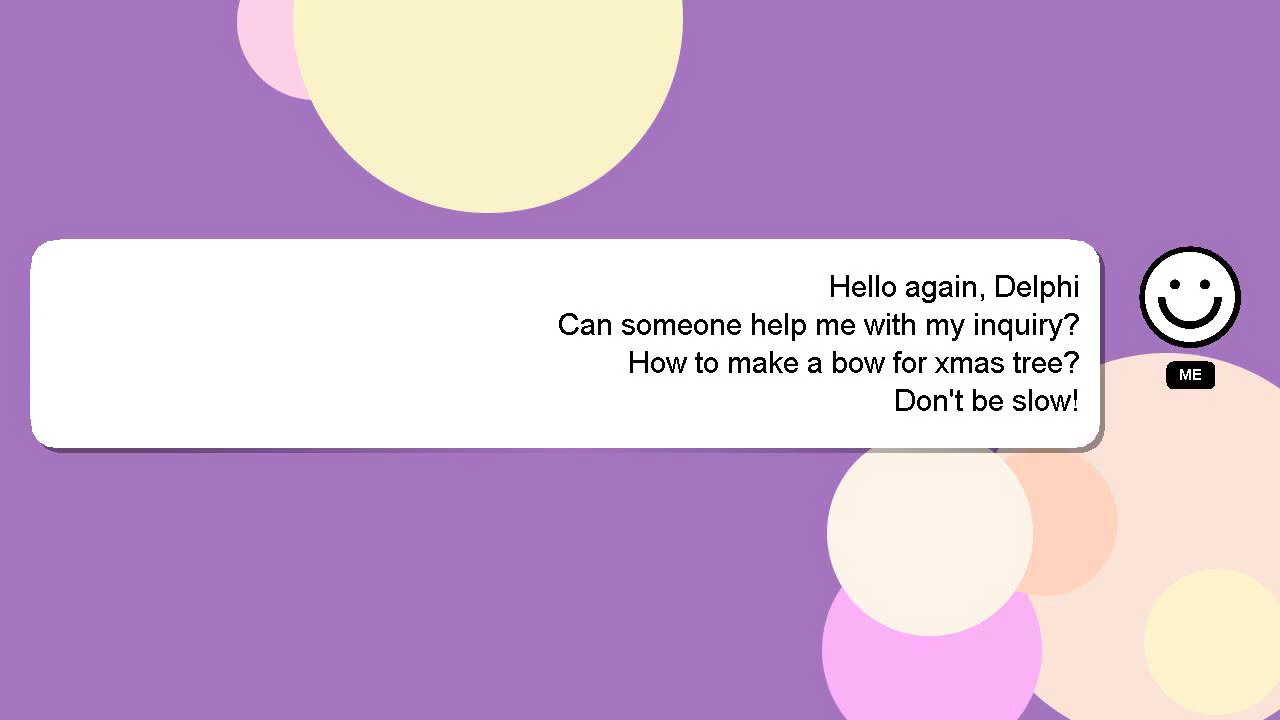 Hello again, Delphi
Can someone help me with my inquiry?
How to make a bow for xmas tree?
Don't be slow!
ME